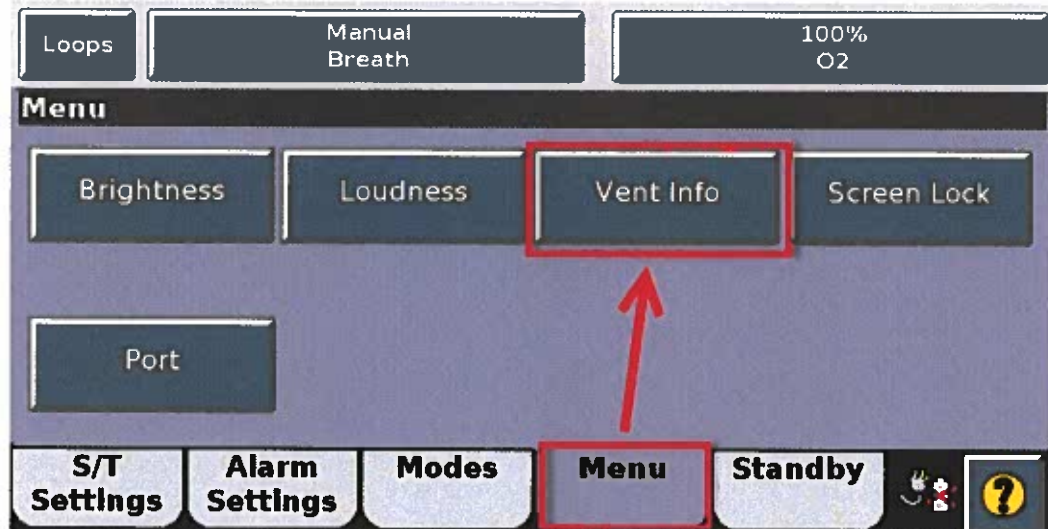 Loops
Manual
Breath
100%
O2
Menu
Brightness
Loudness
Vent Info
Screen Lock
Port
S/T
Settings
Alarm
Settings
Modes
Menu
Standby
?